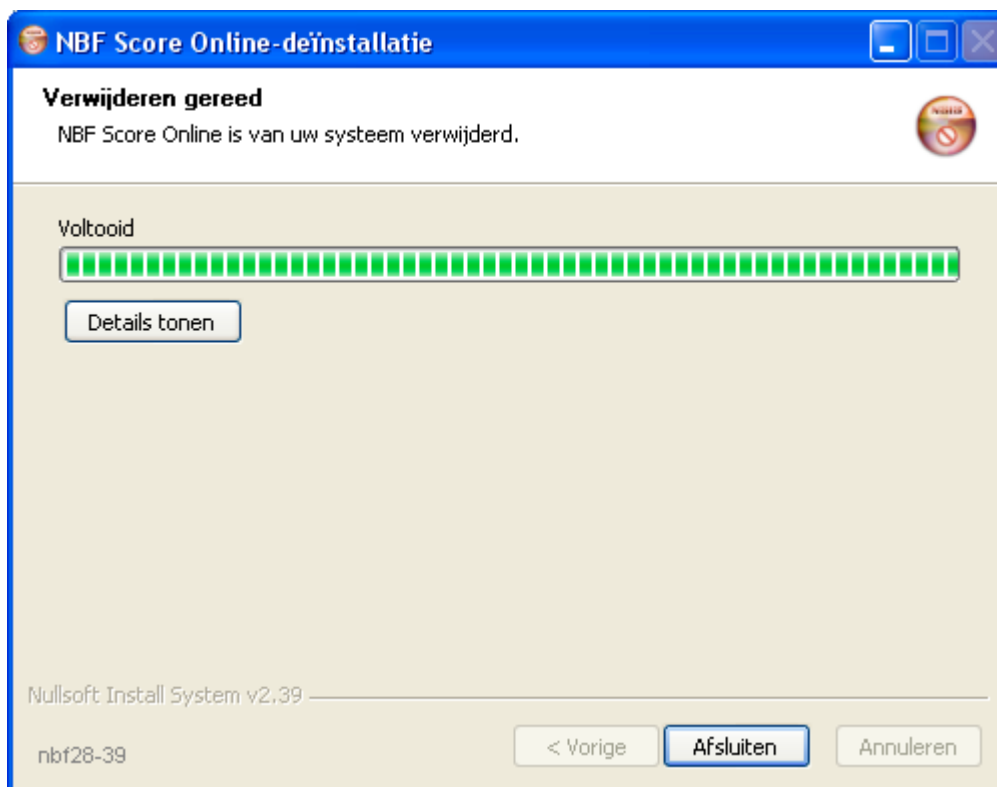 NBF Score Online-deïnstallatie
Verwijderen gereed
NBF Score Online is van uw systeem verwijderd.
Voltooid
Details tonen
Nullsoft Install System v2.39
nbf28-39
< Vorige
Afsluiten
Annuleren